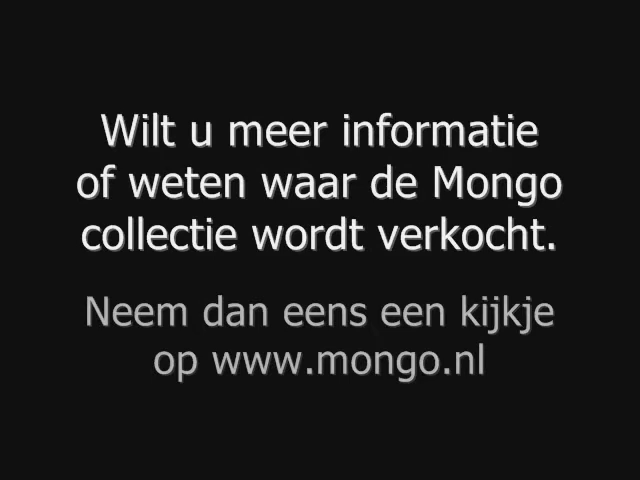 Wilt u meer informatie
of weten waar de Mongo
collectie wordt verkocht.
Neem dan eens een kijkje
op www.mongo.nl